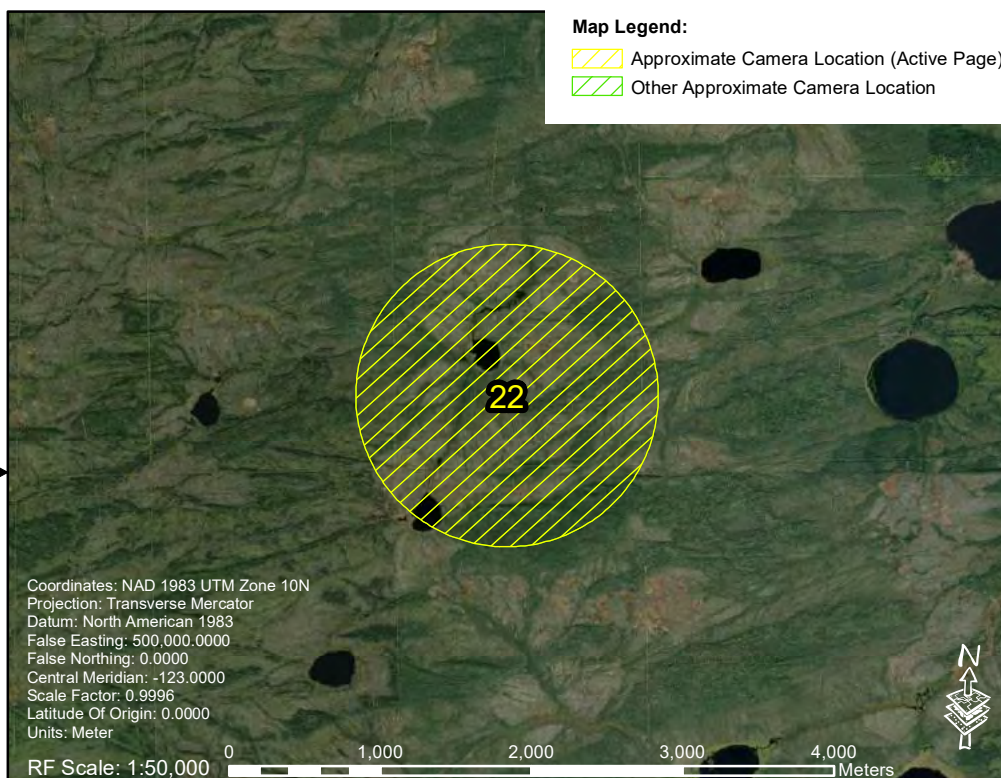 Map Legend:
Approximate Camera Location (Active Page)
Other Approximate Camera Location
22
Coordinates: NAD 1983 UTM Zone 10N
Projection: Transverse Mercator
Datum: North American 1983
False Easting: 500,000.0000
False Northing: 0.0000
Central Meridian: -123.0000
Scale Factor: 0.9996
Latitude Of Origin: 0.0000
Units: Meter
N
RF Scale: 1:50,000
0 1,000 2,000 3,000 4,000
Meters